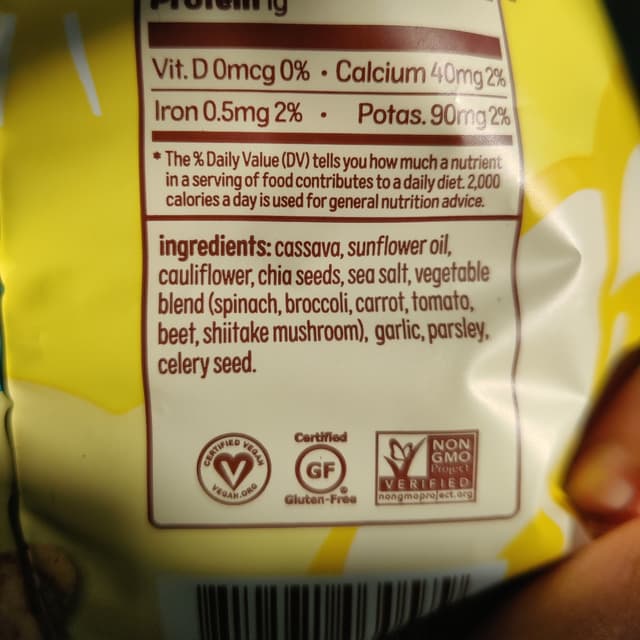 Protein 1g
Vit. D 0mcg 0% • Calcium 40mg 2%
Iron 0.5mg 2% • Potas. 90mg 2%
* The % Daily Value (DV) tells you how much a nutrient
in a serving of food contributes to a daily diet. 2,000
calories a day is used for general nutrition advice.
ingredients: cassava, sunflower oil,
cauliflower, chia seeds, sea salt, vegetable
blend (spinach, broccoli, carrot, tomato,
beet, shiitake mushroom), garlic, parsley,
celery seed.
CERTIFIED VEGAN
VEGAN.ORG
Certified
GF
®
Gluten-Free
NON
GMO
Project
VERIFIED
nongmoproject.org